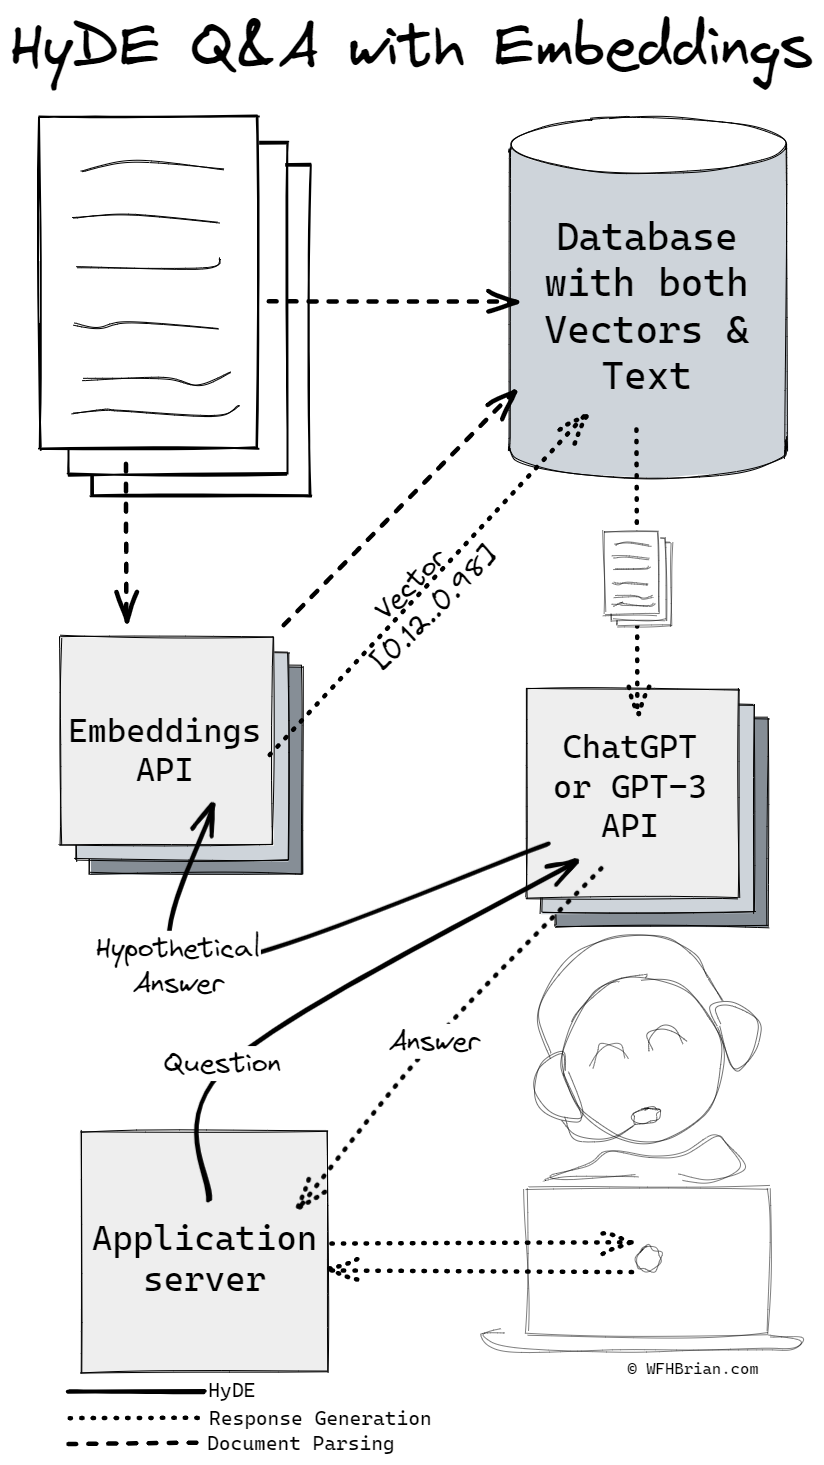 HyDE Q&A with Embeddings
Database
with both
Vectors &
Text
Vector
[0.12..0.98]
Embeddings
API
ChatGPT
or GPT-3
API
Hypothetical
Answer
Answer
Question
Application
server
© WFHBrian.com
HyDE
Response Generation
Document Parsing